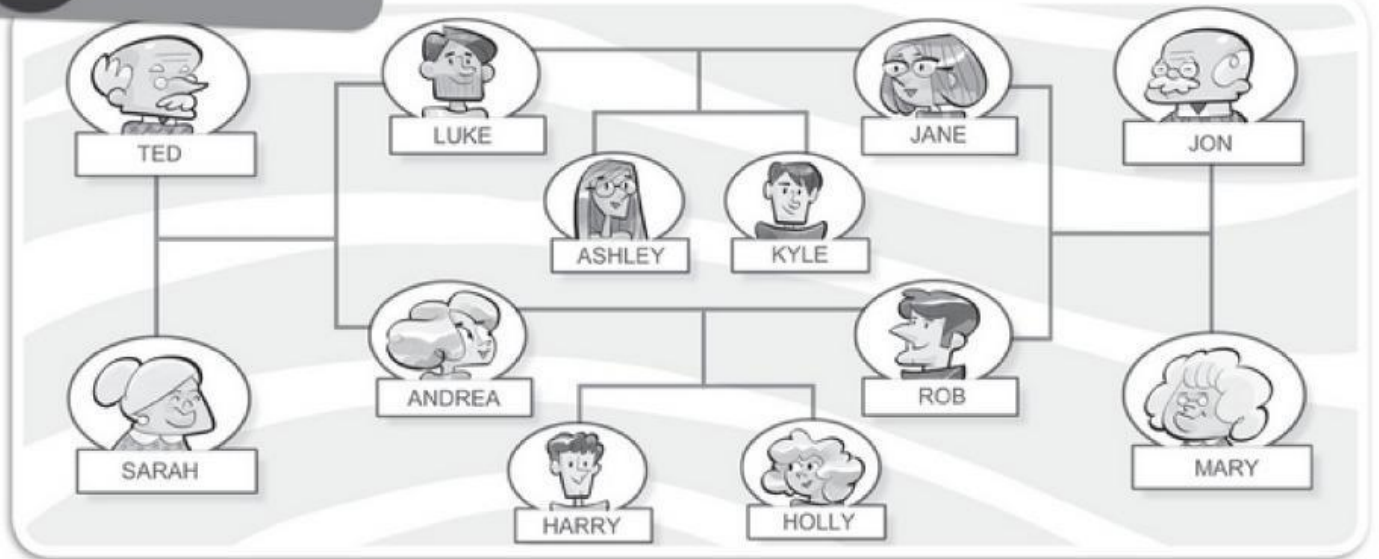 TED
LUKE
JANE
JON
ASHLEY
KYLE
ANDREA
ROB
SARAH
MARY
HARRY
HOLLY